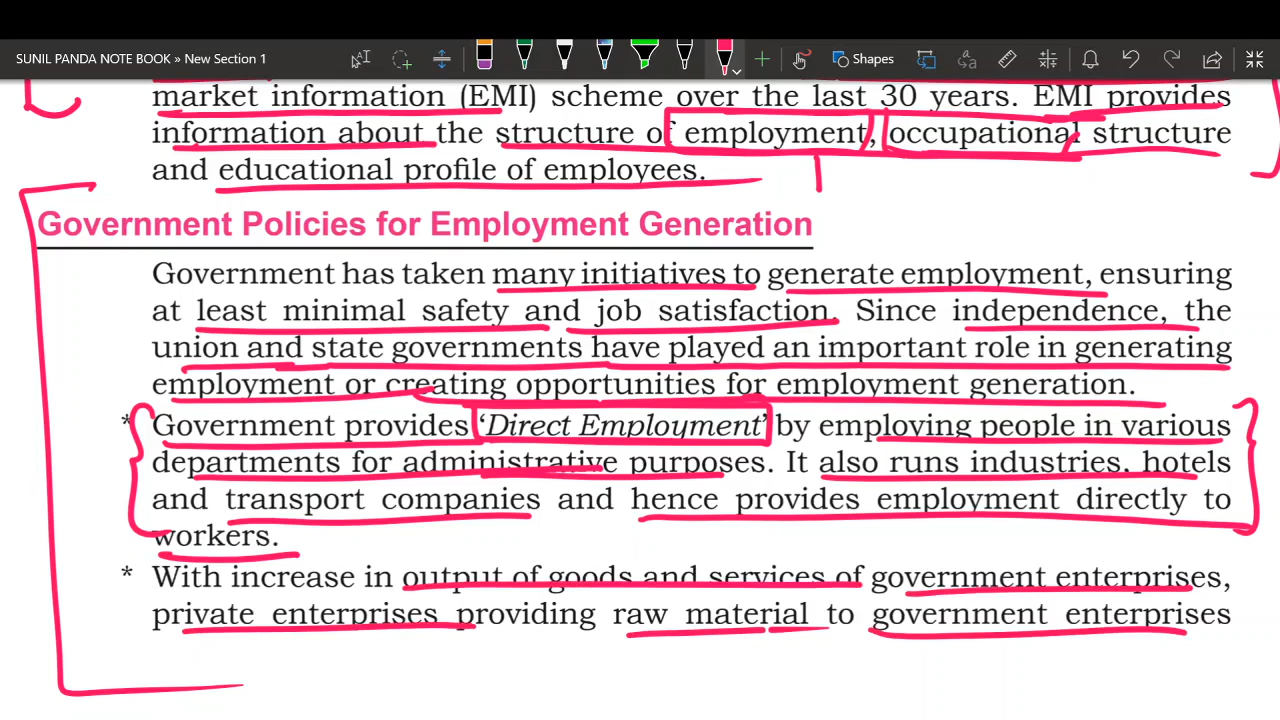 SUNIL PANDA NOTE BOOK » New Section 1
Shapes
market information (EMI) scheme over the last 30 years. EMI provides
information about the structure of employment, occupational structure
and educational profile of employees.
Government Policies for Employment Generation
Government has taken many initiatives to generate employment, ensuring
at least minimal safety and job satisfaction. Since independence, the
union and state governments have played an important role in generating
employment or creating opportunities for employment generation.
* Government provides ‘Direct Employment’ by employing people in various
departments for administrative purposes. It also runs industries, hotels
and transport companies and hence provides employment directly to
workers.
* With increase in output of goods and services of government enterprises,
private enterprises providing raw material to government enterprises